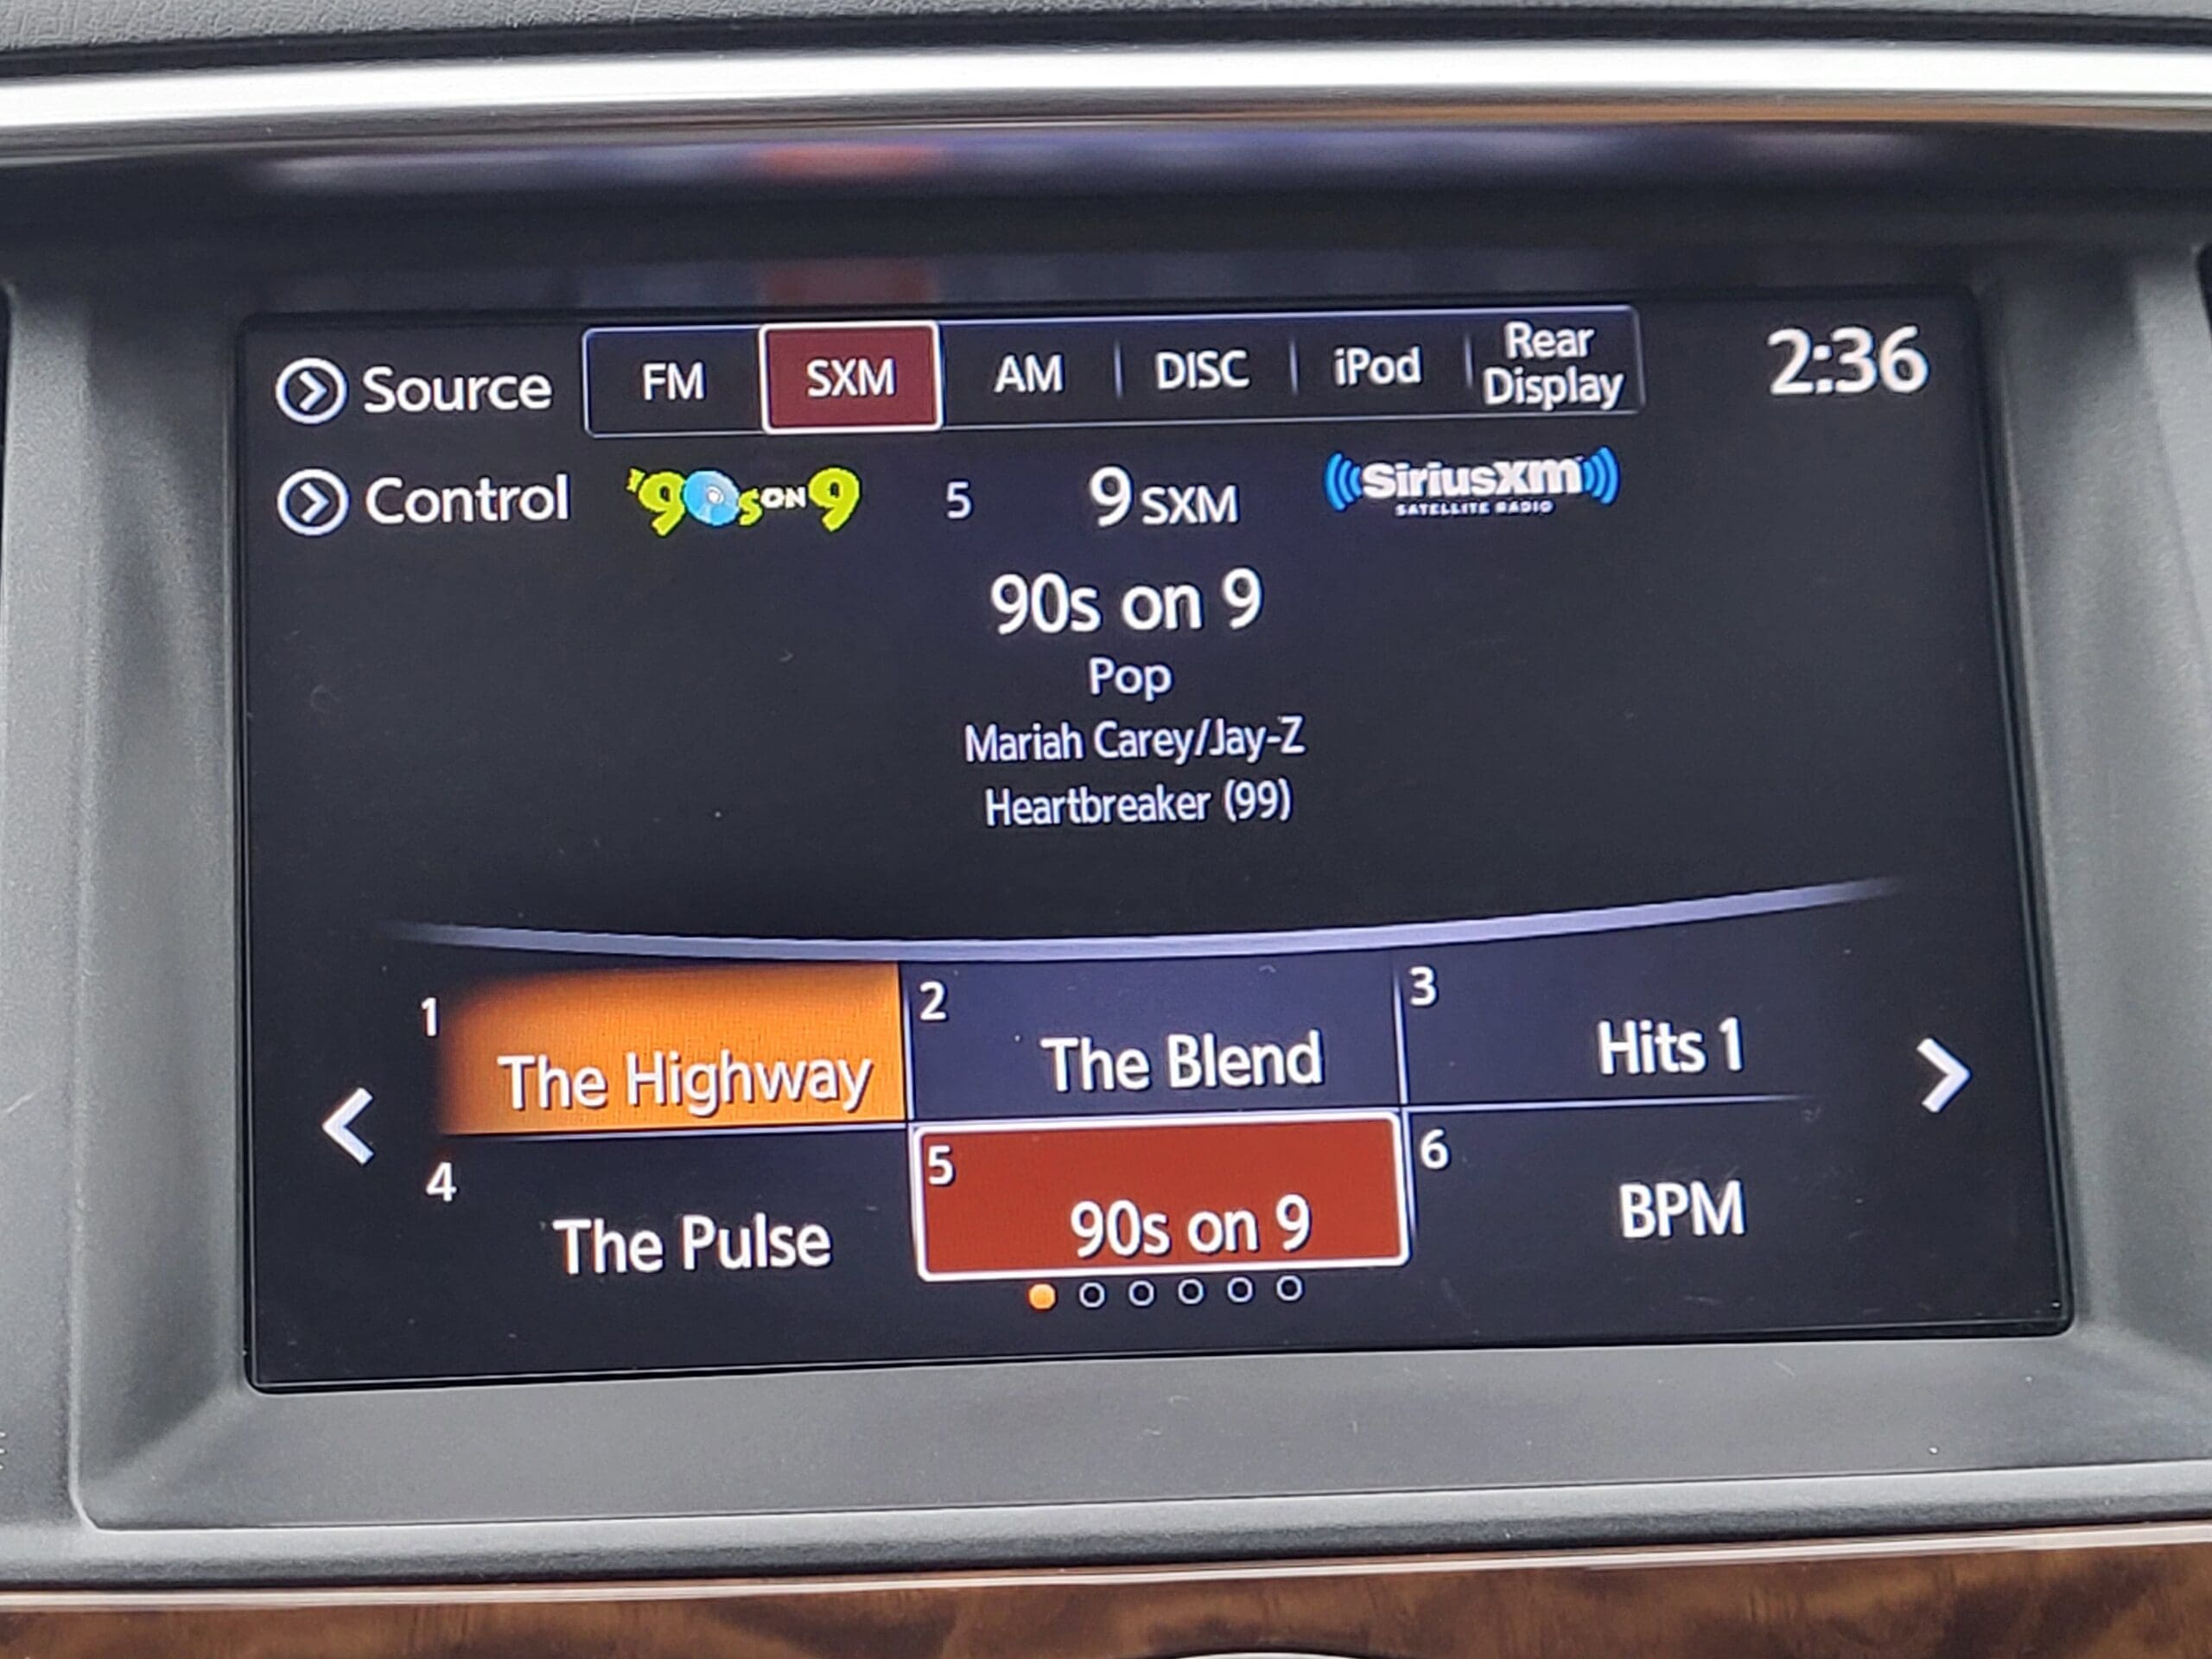 Source FM SXM AM DISC iPod Rear Display 2:36
Control '90s ON 9 5 9 SXM SiriusXM
SATELLITE RADIO
90s on 9
Pop
Mariah Carey/Jay-Z
Heartbreaker (99)
1 The Highway 2 The Blend 3 Hits 1
4 The Pulse 5 90s on 9 6 BPM